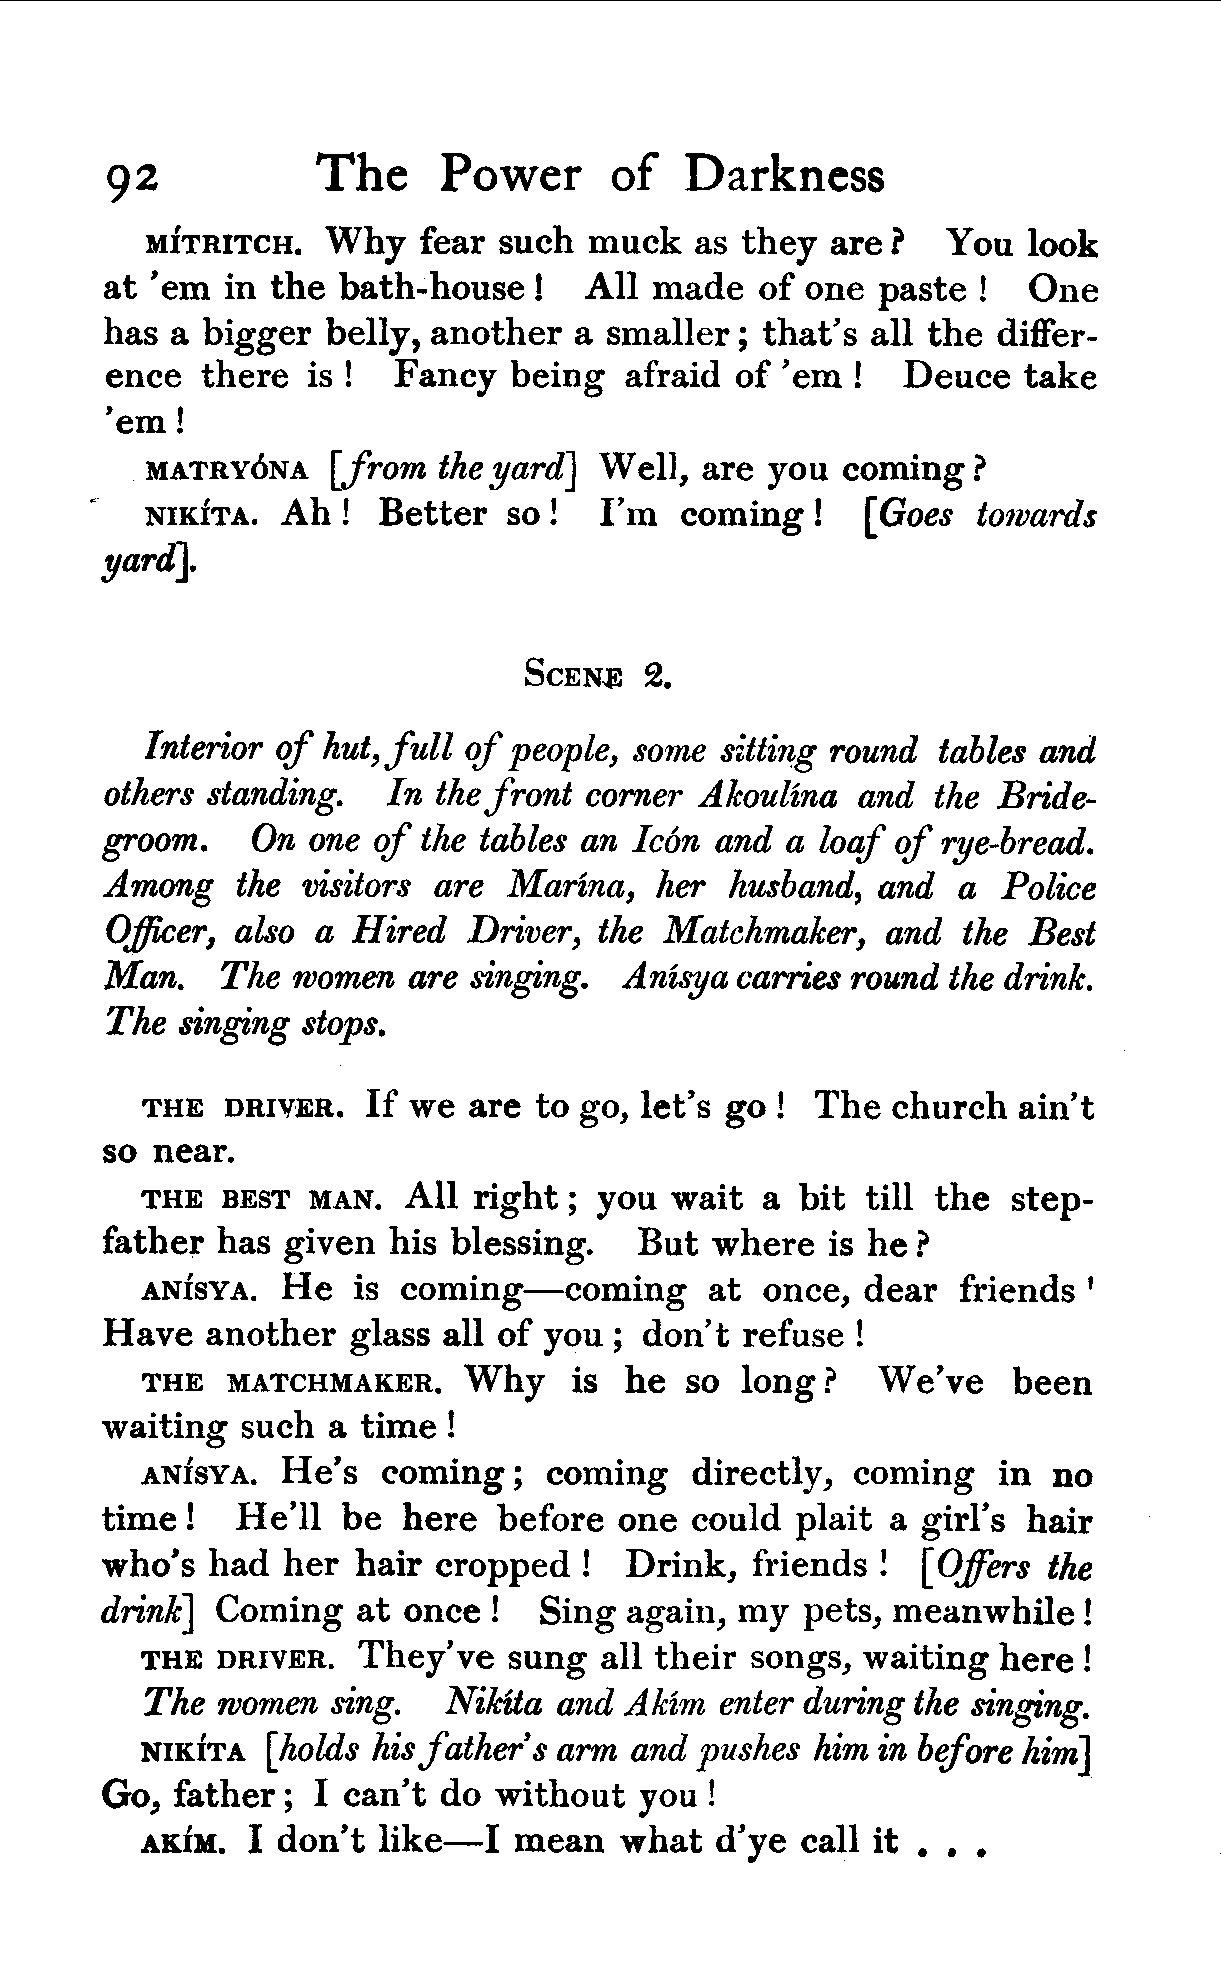 92 The Power of Darkness
MÍTRITCH. Why fear such muck as they are? You look
at 'em in the bath-house! All made of one paste! One
has a bigger belly, another a smaller; that's all the differ-
ence there is! Fancy being afraid of 'em! Deuce take
'em!
MATRYÓNA [from the yard] Well, are you coming?
NIKÍTA. Ah! Better so! I'm coming! [Goes towards
yard].
SCENE 2.
Interior of hut, full of people, some sitting round tables and
others standing. In the front corner Akoulína and the Bride-
groom. On one of the tables an Icón and a loaf of rye-bread.
Among the visitors are Marína, her husband, and a Police
Officer, also a Hired Driver, the Matchmaker, and the Best
Man. The women are singing. Anísya carries round the drink.
The singing stops.
THE DRIVER. If we are to go, let's go! The church ain't
so near.
THE BEST MAN. All right; you wait a bit till the step-
father has given his blessing. But where is he?
ANÍSYA. He is coming—coming at once, dear friends'
Have another glass all of you; don't refuse!
THE MATCHMAKER. Why is he so long? We've been
waiting such a time!
ANÍSYA. He's coming; coming directly, coming in no
time! He'll be here before one could plait a girl's hair
who's had her hair cropped! Drink, friends! [Offers the
drink] Coming at once! Sing again, my pets, meanwhile!
THE DRIVER. They've sung all their songs, waiting here!
The women sing. Nikíta and Akím enter during the singing.
NIKÍTA [holds his father's arm and pushes him in before him]
Go, father; I can't do without you!
AKÍM. I don't like—I mean what d'ye call it . . .